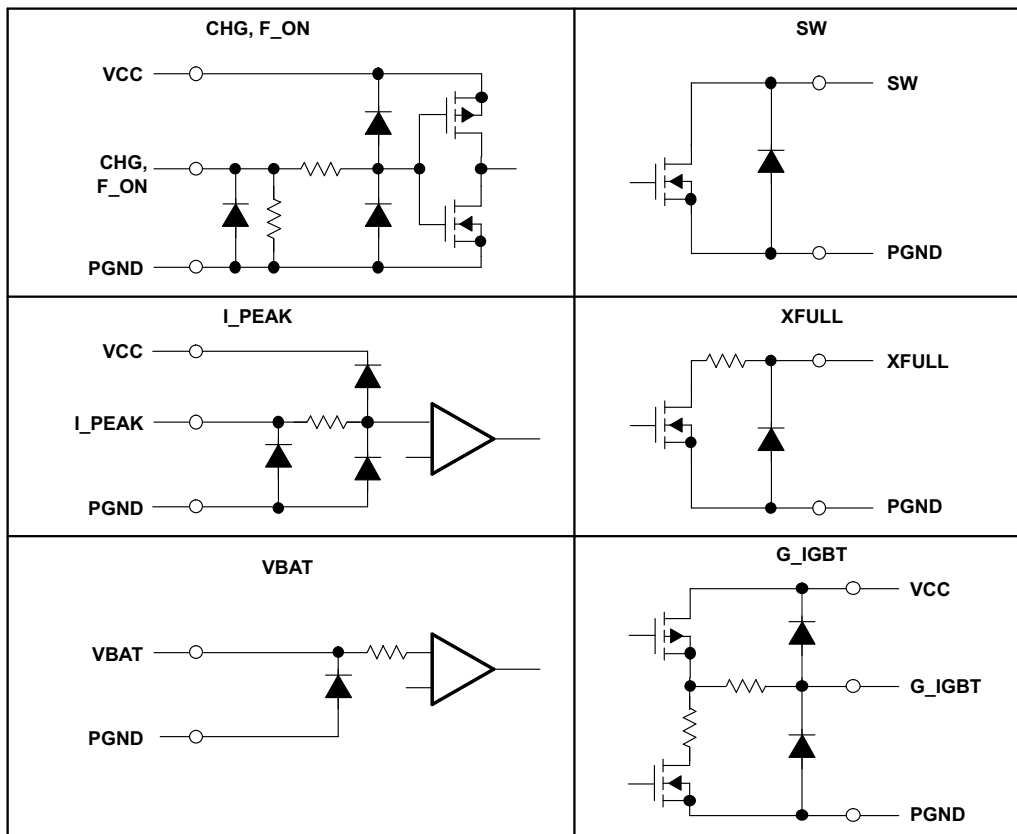 CHG, F_ON
VCC
CHG,
F_ON
PGND
SW
SW
PGND
I_PEAK
VCC
I_PEAK
PGND
XFULL
XFULL
PGND
VBAT
VBAT
PGND
G_IGBT
VCC
G_IGBT
PGND